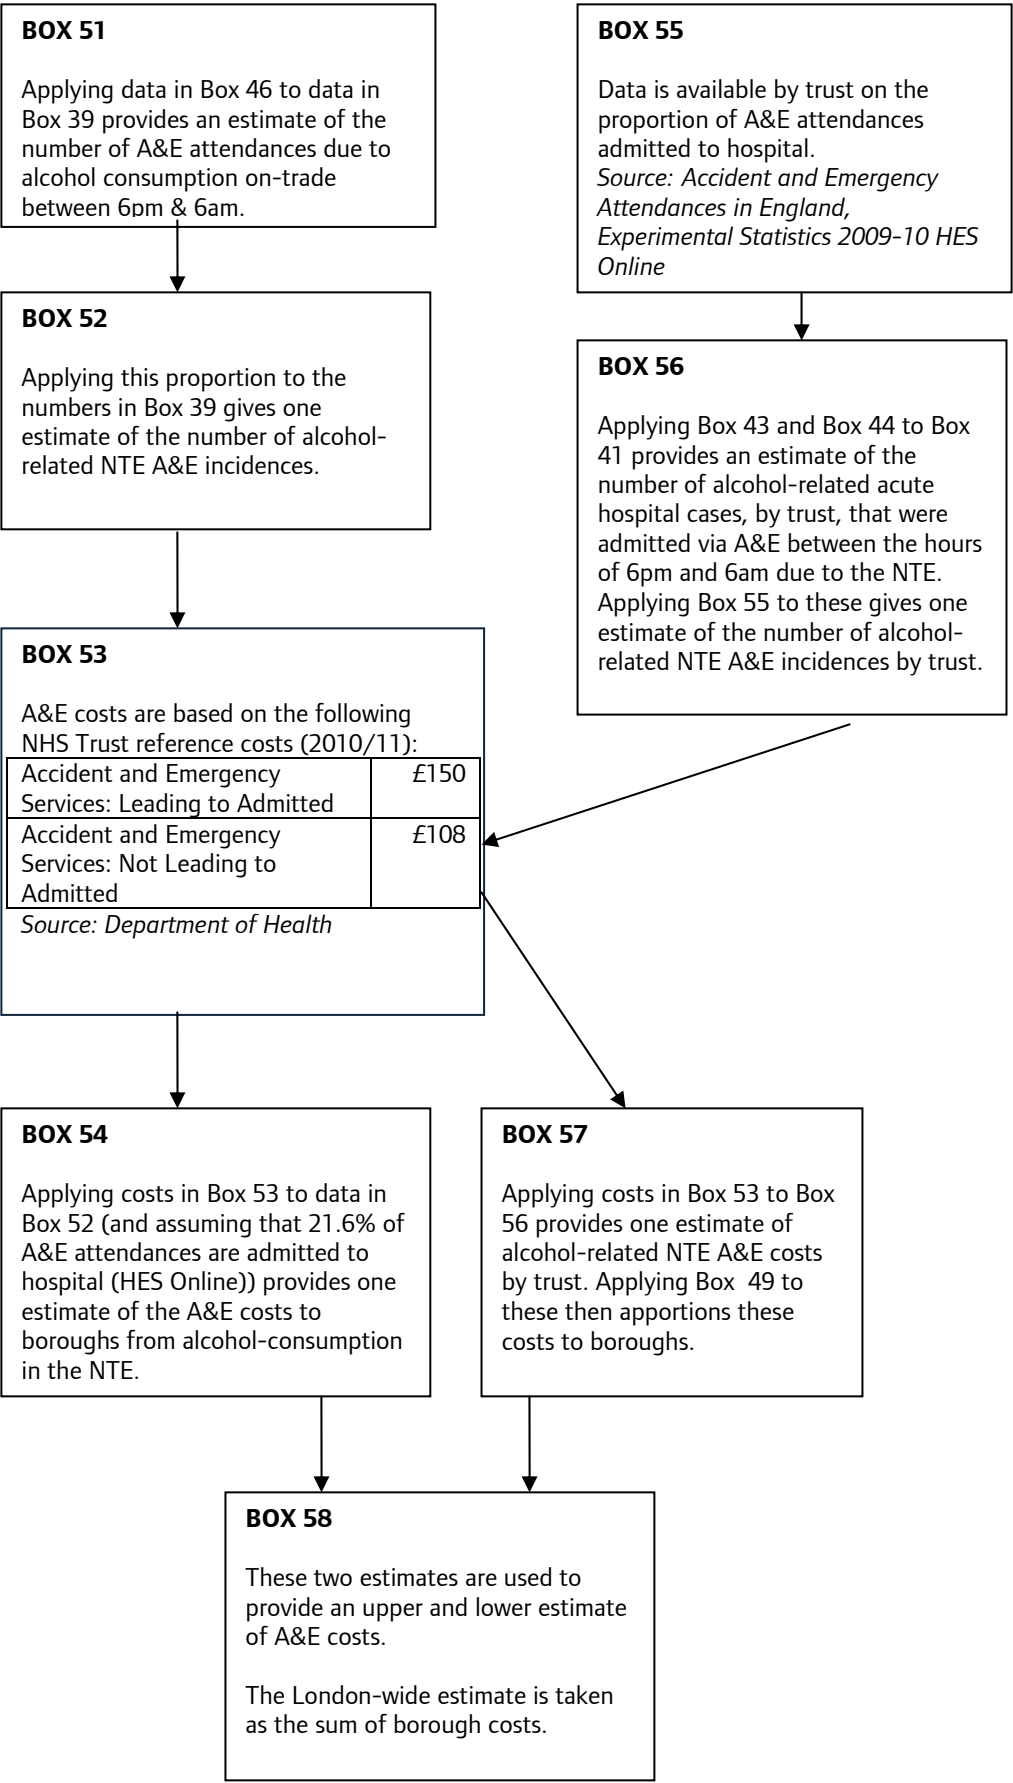 BOX 51
Applying data in Box 46 to data in
Box 39 provides an estimate of the
number of A&E attendances due to
alcohol consumption on-trade
between 6pm & 6am.
BOX 52
Applying this proportion to the
numbers in Box 39 gives one
estimate of the number of alcohol-
related NTE A&E incidences.
BOX 53
A&E costs are based on the following
NHS Trust reference costs (2010/11):
Accident and Emergency £150
Services: Leading to Admitted
Accident and Emergency £108
Services: Not Leading to
Admitted
Source: Department of Health
BOX 54
Applying costs in Box 53 to data in
Box 52 (and assuming that 21.6% of
A&E attendances are admitted to
hospital (HES Online)) provides one
estimate of the A&E costs to
boroughs from alcohol-consumption
in the NTE.
BOX 55
Data is available by trust on the
proportion of A&E attendances
admitted to hospital.
Source: Accident and Emergency
Attendances in England,
Experimental Statistics 2009-10 HES
Online
BOX 56
Applying Box 43 and Box 44 to Box
41 provides an estimate of the
number of alcohol-related acute
hospital cases, by trust, that were
admitted via A&E between the hours
of 6pm and 6am due to the NTE.
Applying Box 55 to these gives one
estimate of the number of alcohol-
related NTE A&E incidences by trust.
BOX 57
Applying costs in Box 53 to Box
56 provides one estimate of
alcohol-related NTE A&E costs
by trust. Applying Box  49 to
these then apportions these
costs to boroughs.
BOX 58
These two estimates are used to
provide an upper and lower estimate
of A&E costs.
The London-wide estimate is taken
as the sum of borough costs.